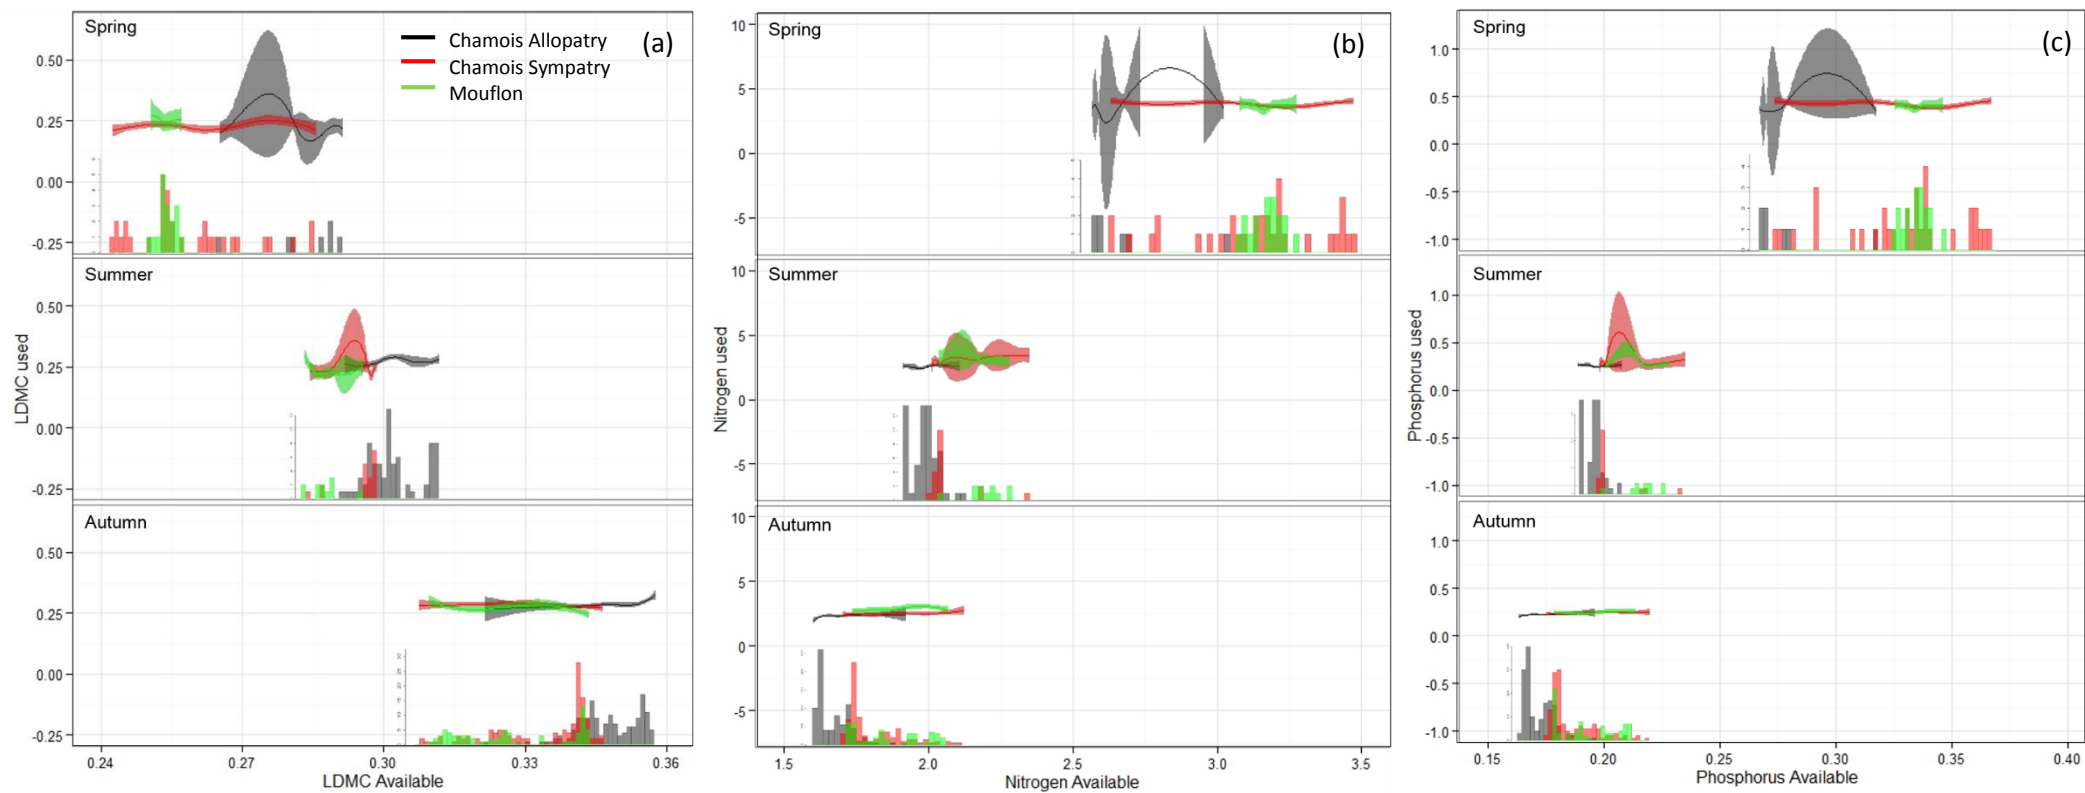 Spring
Chamois Allopatry
Chamois Sympatry
Mouflon
(a)
0.50
0.25
0.00
-0.25
Summer
0.50
0.25
0.00
-0.25
Autumn
0.50
0.25
0.00
-0.25
LDMC used
0.24 0.27 0.30 0.33 0.36
LDMC Available
Spring
(b)
10
5
0
-5
Summer
10
5
0
-5
Autumn
10
5
0
-5
Nitrogen used
1.5 2.0 2.5 3.0 3.5
Nitrogen Available
Spring
(c)
1.0
0.5
0.0
-0.5
-1.0
Summer
1.0
0.5
0.0
-0.5
-1.0
Autumn
1.0
0.5
0.0
-0.5
-1.0
Phosphorus used
0.15 0.20 0.25 0.30 0.35 0.40
Phosphorus Available